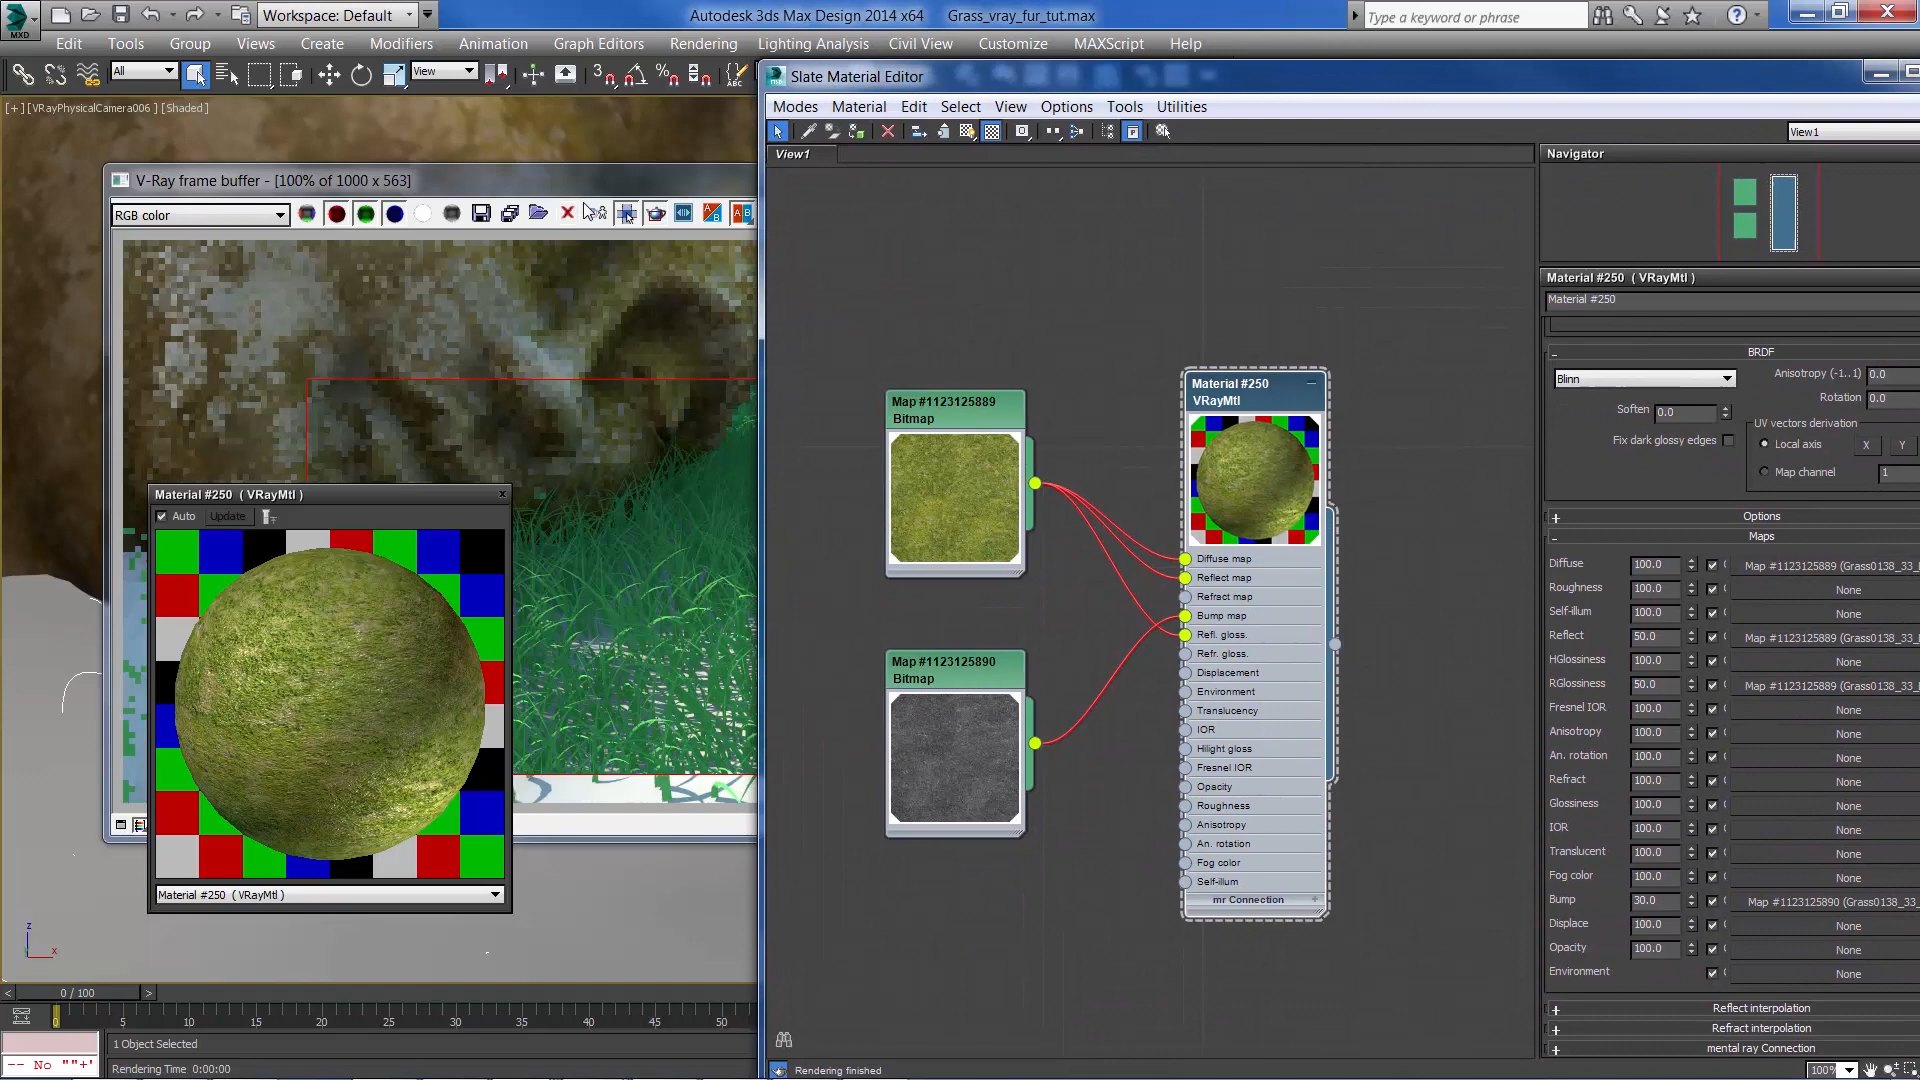 Workspace: Default
Autodesk 3ds Max Design 2014 x64 Grass_vray_fur_tut.max
Type a keyword or phrase
MXD
Edit Tools Group Views Create Modifiers Animation Graph Editors Rendering Lighting Analysis Civil View Customize MAXScript Help
All
View
Slate Material Editor
Modes Material Edit Select View Options Tools Utilities
[+] [VRayPhysicalCamera006 ] [Shaded]
View1
View1
Navigator
V-Ray frame buffer - [100% of 1000 x 563]
RGB color
Material #250 ( VRayMtl )
Material #250
BRDF
Blinn
Anisotropy (-1..1) 0.0
Rotation 0.0
Soften 0.0
UV vectors derivation
Fix dark glossy edges
Local axis X Y
Map channel 1
Map #1123125889
Bitmap
Material #250
VRayMtl
Diffuse map
Reflect map
Refract map
Bump map
Refl. gloss.
Refr. gloss.
Displacement
Environment
Translucency
IOR
Hilight gloss
Fresnel IOR
Opacity
Roughness
Anisotropy
An. rotation
Fog color
Self-illum
mr Connection
Map #1123125890
Bitmap
Material #250 ( VRayMtl )
Auto Update
Material #250 ( VRayMtl )
Options
Maps
Diffuse 100.0 Map #1123125889 (Grass0138_33_
Roughness 100.0 None
Self-illum 100.0 None
Reflect 50.0 Map #1123125889 (Grass0138_33_
HGlossiness 100.0 None
RGlossiness 50.0 Map #1123125889 (Grass0138_33_
Fresnel IOR 100.0 None
Anisotropy 100.0 None
An. rotation 100.0 None
Refract 100.0 None
Glossiness 100.0 None
IOR 100.0 None
Translucent 100.0 None
Fog color 100.0 None
Bump 30.0 Map #1123125890 (Grass0138_33_
Displace 100.0 None
Opacity 100.0 None
Environment None
Reflect interpolation
Refract interpolation
mental ray Connection
z
x
0 / 100
0 5 10 15 20 25 30 35 40 45 50
1 Object Selected
-- No ""+'
Rendering Time 0:00:00
Rendering finished
100%